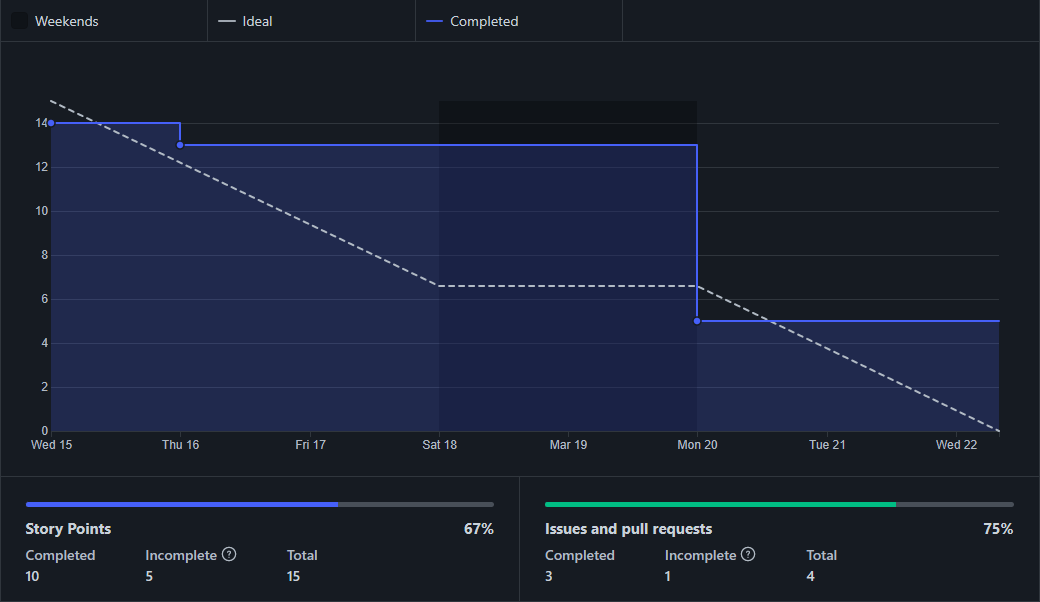 Weekends Ideal Completed
14
12
10
8
6
4
2
0
Wed 15 Thu 16 Fri 17 Sat 18 Mar 19 Mon 20 Tue 21 Wed 22
Story Points 67%
Completed Incomplete ? Total
10 5 15
Issues and pull requests 75%
Completed Incomplete ? Total
3 1 4